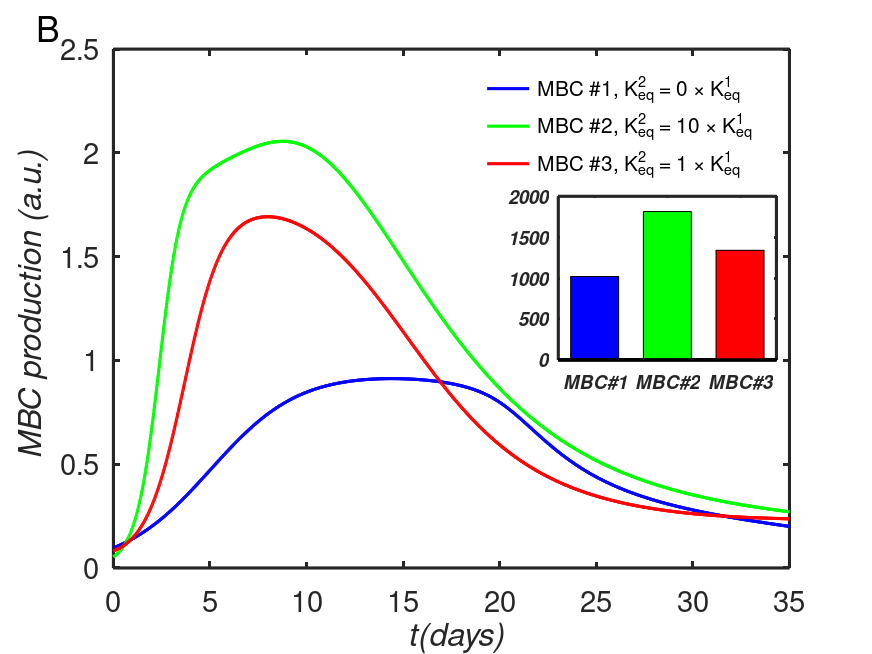 B
2.5
2
1.5
1
0.5
0
MBC production (a.u.)
0 5 10 15 20 25 30 35
t(days)
MBC #1, K²eq = 0 × K¹eq
MBC #2, K²eq = 10 × K¹eq
MBC #3, K²eq = 1 × K¹eq
2000
1500
1000
500
0
MBC#1 MBC#2 MBC#3